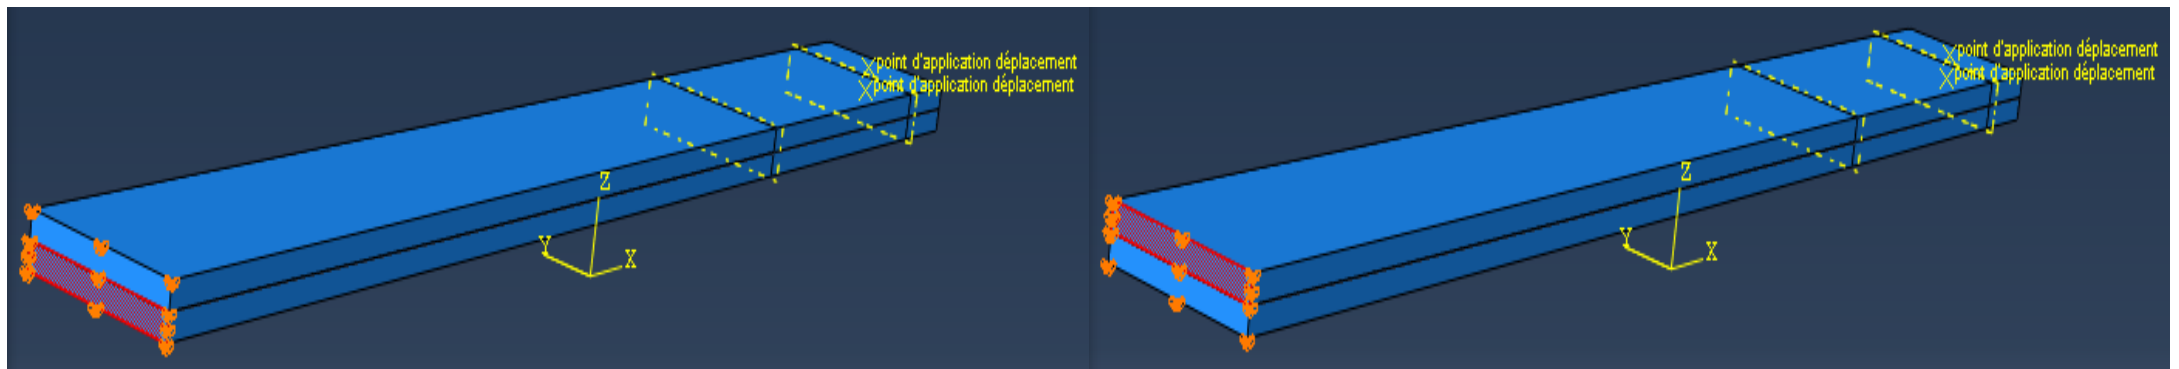 point d'application déplacement
point d'application déplacement
Z
Y
X
point d'application déplacement
point d'application déplacement
Z
Y
X